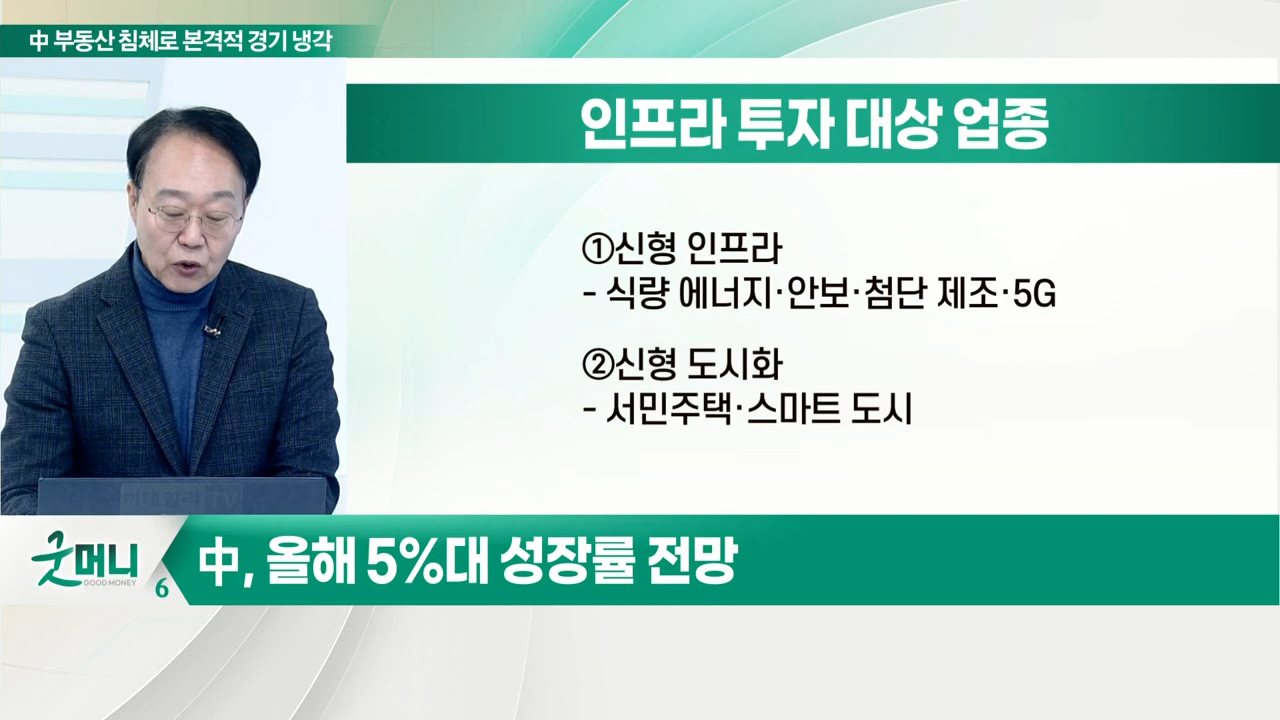 中 부동산 침체로 본격적 경기 냉각
인프라 투자 대상 업종
①신형 인프라
- 식량 에너지·안보·첨단 제조·5G
②신형 도시화
- 서민주택·스마트 도시
굿머니
GOOD MONEY
6
中, 올해 5%대 성장률 전망